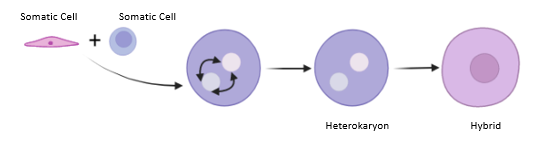 Somatic Cell
Somatic Cell
+
Heterokaryon
Hybrid